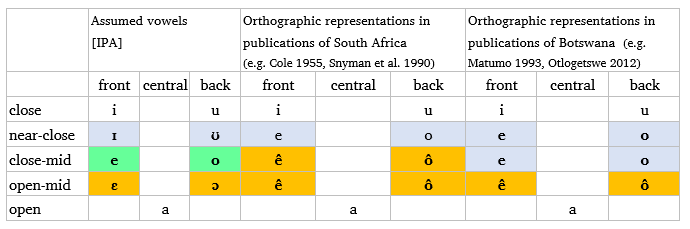 Assumed vowels Orthographic representations in Orthographic representations in
[IPA] publications of South Africa publications of Botswana (e.g.
(e.g. Cole 1955, Snyman et al. 1990) Matumo 1993, Otlogetswe 2012)
front central back front central back front central back
close i u i u i u
near-close ɪ ʊ e o e o
close-mid e o ê ô e o
open-mid ɛ ɔ ê ô ê ô
open a a a